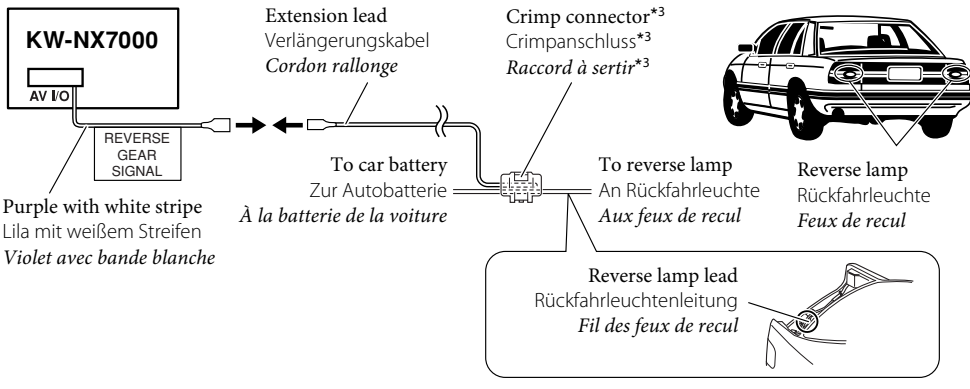 KW-NX7000
AV I/O
REVERSE
GEAR
SIGNAL
Purple with white stripe
Lila mit weißem Streifen
Violet avec bande blanche
Extension lead
Verlängerungskabel
Cordon rallonge
Crimp connector*3
Crimpanschluss*3
Raccord à sertir*3
To car battery
Zur Autobatterie
À la batterie de la voiture
To reverse lamp
An Rückfahrleuchte
Aux feux de recul
Reverse lamp
Rückfahrleuchte
Feux de recul
Reverse lamp lead
Rückfahrleuchtenleitung
Fil des feux de recul